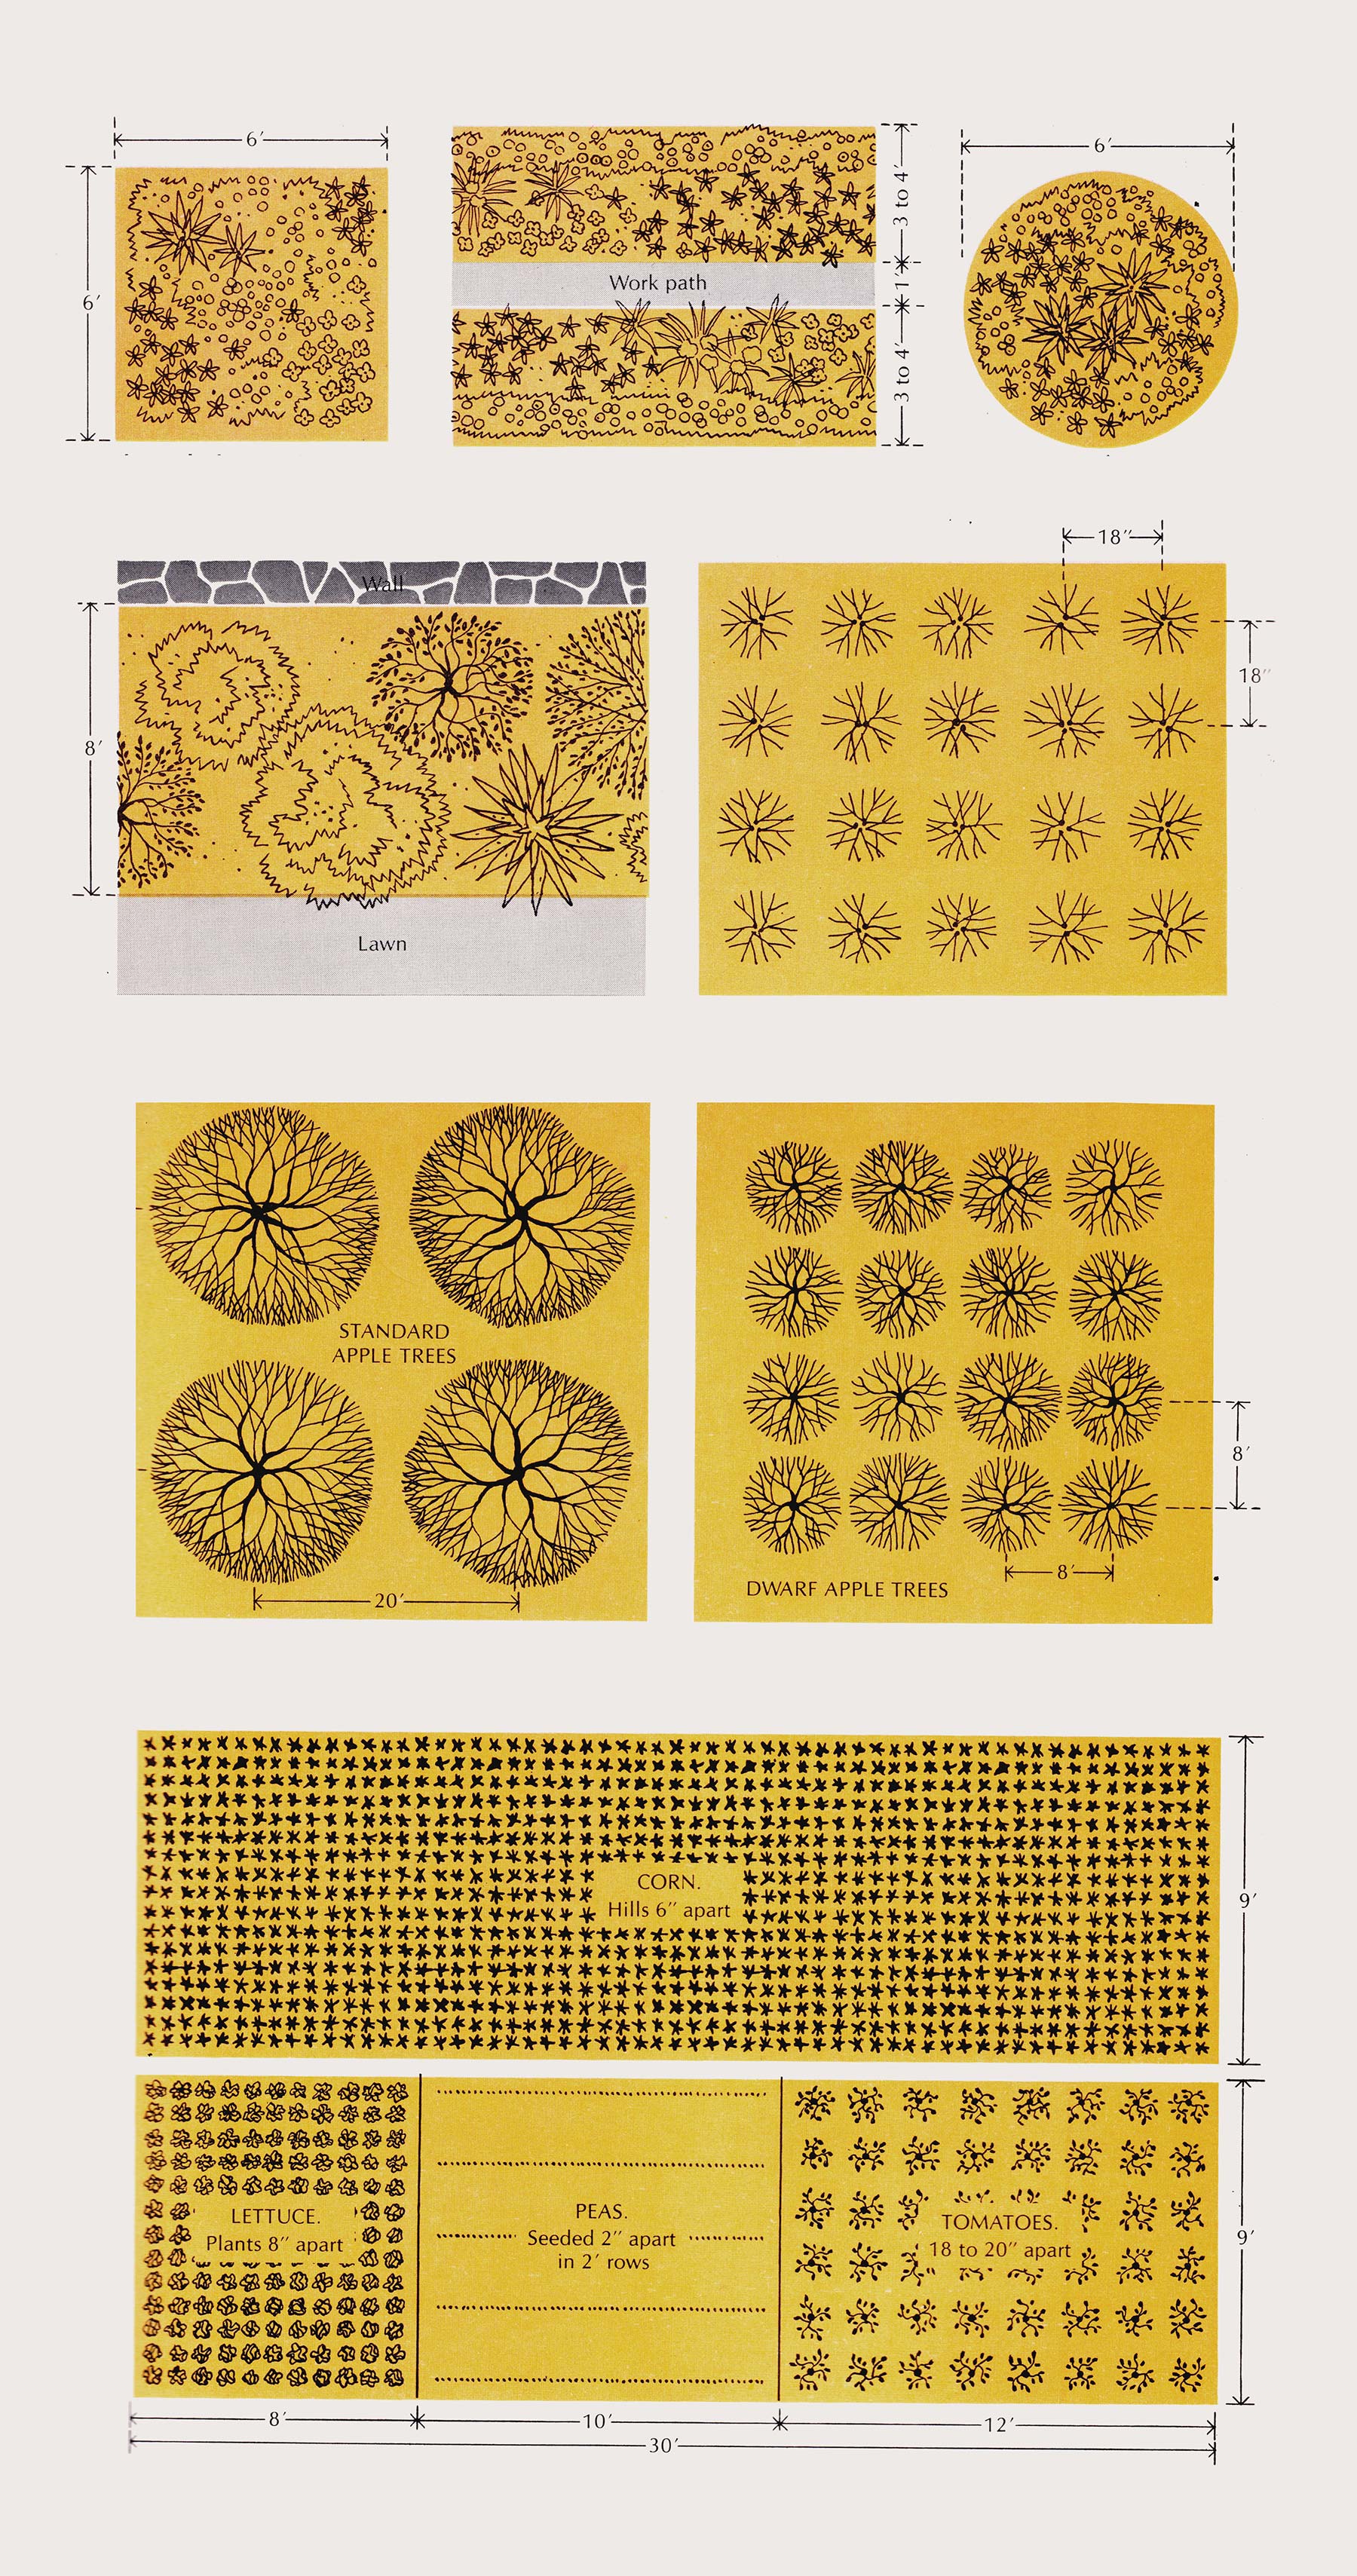 6′
6′
3 to 4′
Work path
1′
3 to 4′
6′
Wall
8′
Lawn
18″
18″
STANDARD
APPLE TREES
20′
8′
8′
DWARF APPLE TREES
CORN.
Hills 6″ apart
9′
LETTUCE.
Plants 8″ apart
PEAS.
Seeded 2″ apart
in 2′ rows
TOMATOES.
18 to 20″ apart
9′
8′
10′
12′
30′